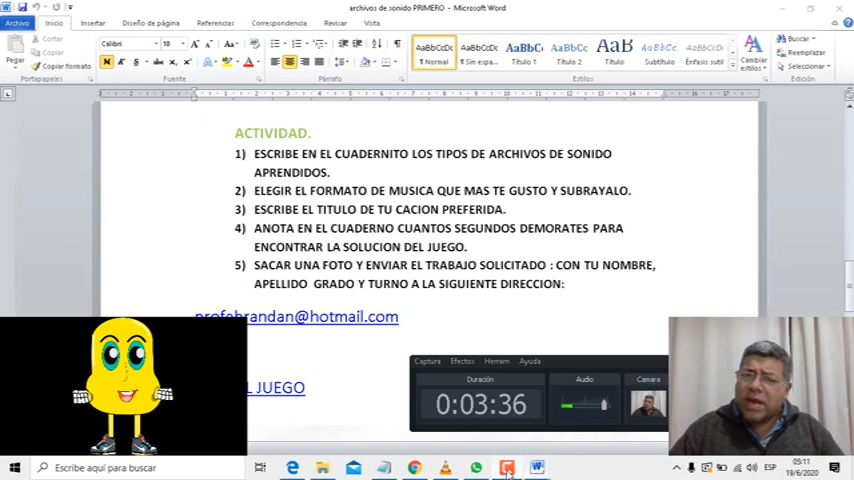 archivos de sonido PRIMERO - Microsoft Word
Archivo Inicio Insertar Diseño de página Referencias Correspondencia Revisar Vista
Pegar
Cortar
Copiar
Copiar formato
Portapapeles
Calibri 18
Fuente
Párrafo
AaBbCcDc
¶ Normal
AaBbCcDc
¶ Sin espa...
AaBbCc
Título 1
AaBbCc
Título 2
AaB
Título
AaBbCc
Subtítulo
AaBbCcDc
Énfasis sutil
Cambiar
estilos
Estilos
Buscar
Reemplazar
Seleccionar
Edición
ACTIVIDAD.
1) ESCRIBE EN EL CUADERNITO LOS TIPOS DE ARCHIVOS DE SONIDO
APRENDIDOS.
2) ELEGIR EL FORMATO DE MUSICA QUE MAS TE GUSTO Y SUBRAYALO.
3) ESCRIBE EL TITULO DE TU CACION PREFERIDA.
4) ANOTA EN EL CUADERNO CUANTOS SEGUNDOS DEMORATES PARA
ENCONTRAR LA SOLUCION DEL JUEGO.
5) SACAR UNA FOTO Y ENVIAR EL TRABAJO SOLICITADO : CON TU NOMBRE,
APELLIDO GRADO Y TURNO A LA SIGUIENTE DIRECCION:
profebrandan@hotmail.com
L JUEGO
Captura Efectos Herram Ayuda
Duración Audio Camara
0:03:36
Escribe aquí para buscar
ESP
05:11
19/6/2020